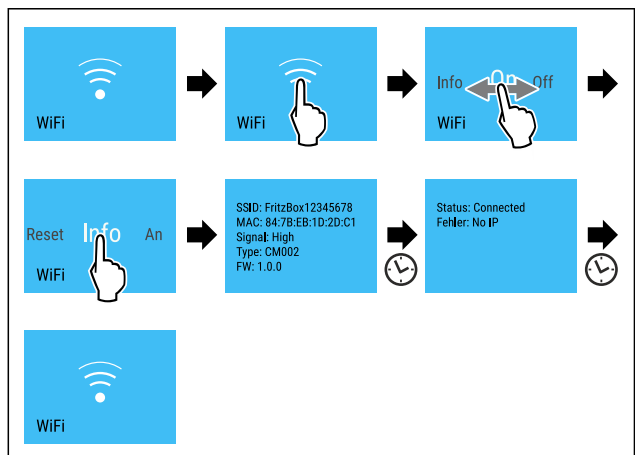 WiFi
WiFi
Info On Off
WiFi
Reset Info An
WiFi
SSID: FritzBox12345678
MAC: 84:7B:EB:1D:2D:C1
Signal: High
Type: CM002
FW: 1.0.0
Status: Connected
Fehler: No IP
WiFi